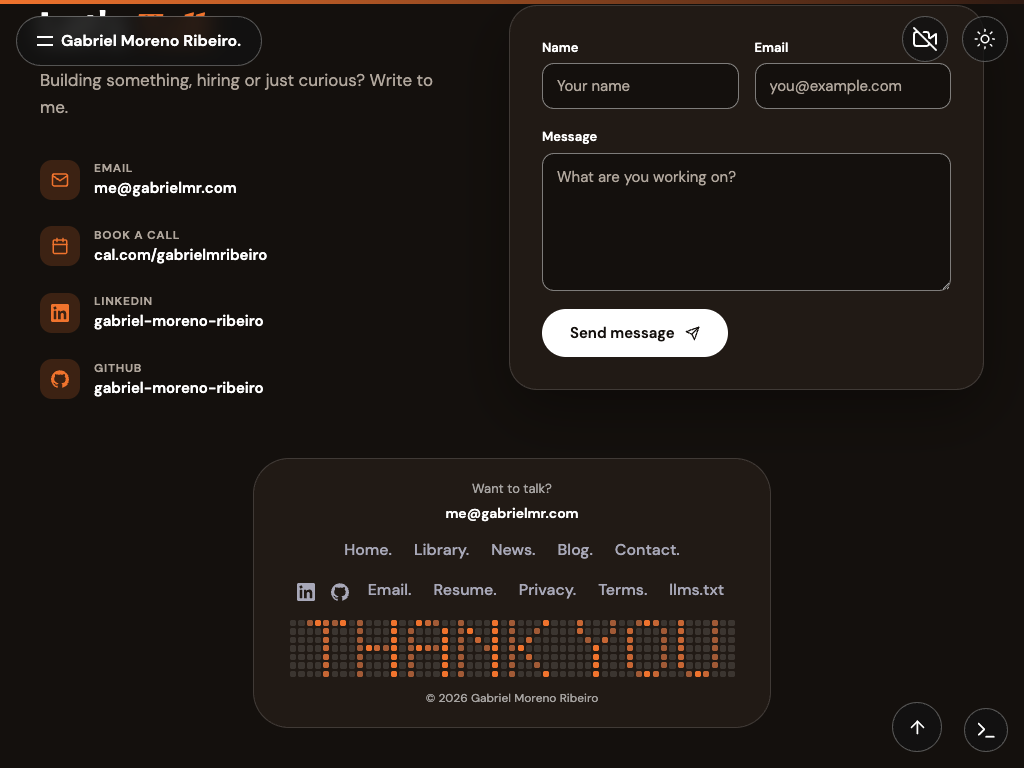 Gabriel Moreno Ribeiro.
Building something, hiring or just curious? Write to
me.
EMAIL
me@gabrielmr.com
BOOK A CALL
cal.com/gabrielmribeiro
LINKEDIN
gabriel-moreno-ribeiro
GITHUB
gabriel-moreno-ribeiro
Name
Email
Your name
you@example.com
Message
What are you working on?
Send message
Want to talk?
me@gabrielmr.com
Home. Library. News. Blog. Contact.
Email. Resume. Privacy. Terms. llms.txt
THANK YOU
© 2026 Gabriel Moreno Ribeiro